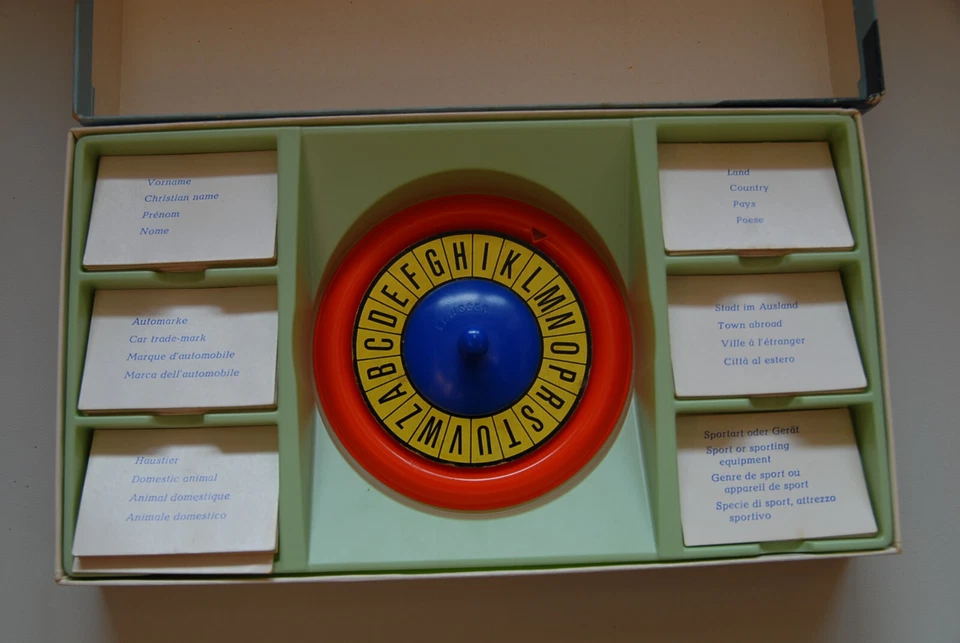 Vorname
Christian name
Prénom
Nome
Automarke
Car trade-mark
Marque d'automobile
Marca dell'automobile
Haustier
Domestic animal
Animal domestique
Animale domestico
A B C D E F G H I K L M N O P R S T U V W Z
Land
Country
Pays
Poese
Stadt im Ausland
Town abroad
Ville à l'étranger
Città al estero
Sportart oder Gerät
Sport or sporting
equipment
Genre de sport ou
appareil de sport
Specie di sport, attrezzo
sportivo